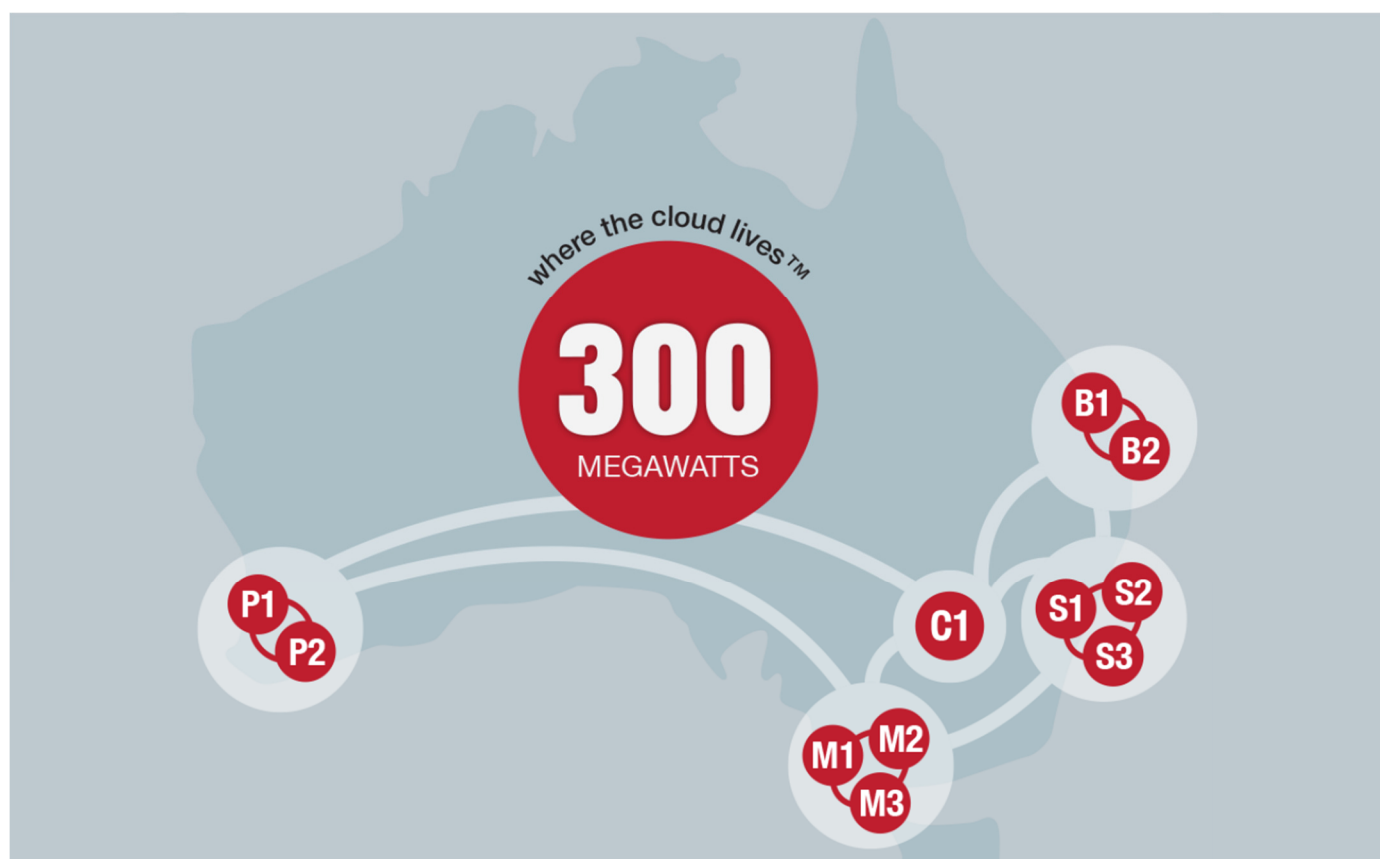 where the cloud lives™
300
MEGAWATTS
B1
B2
P1
P2
C1
S1
S2
S3
M1
M2
M3